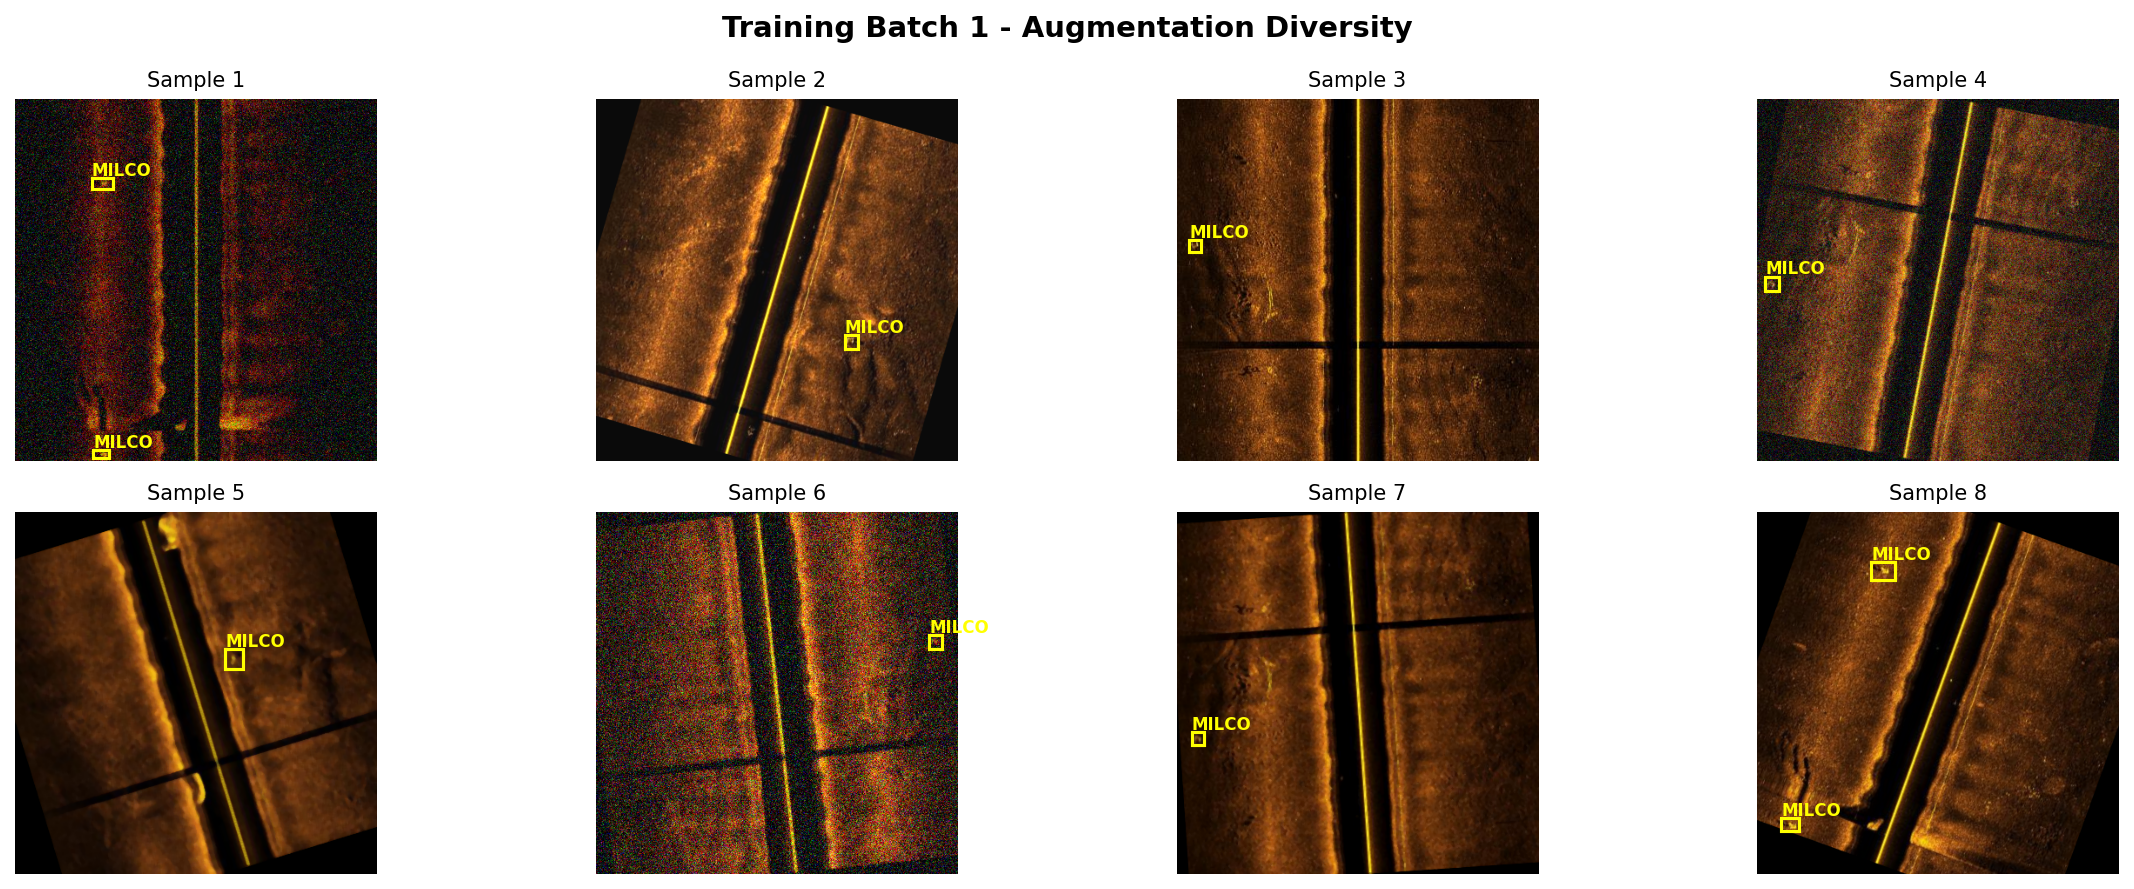 Training Batch 1 - Augmentation Diversity
Sample 1
Sample 2
Sample 3
Sample 4
MILCO
MILCO
MILCO
MILCO
MILCO
Sample 5
Sample 6
Sample 7
Sample 8
MILCO
MILCO
MILCO
MILCO
MILCO